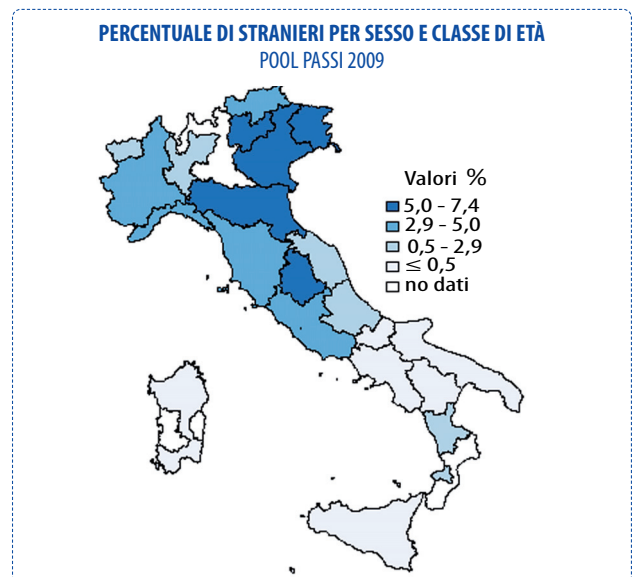 PERCENTUALE DI STRANIERI PER SESSO E CLASSE DI ETÀ
POOL PASSI 2009
Valori %
5,0 - 7,4
2,9 - 5,0
0,5 - 2,9
≤ 0,5
no dati